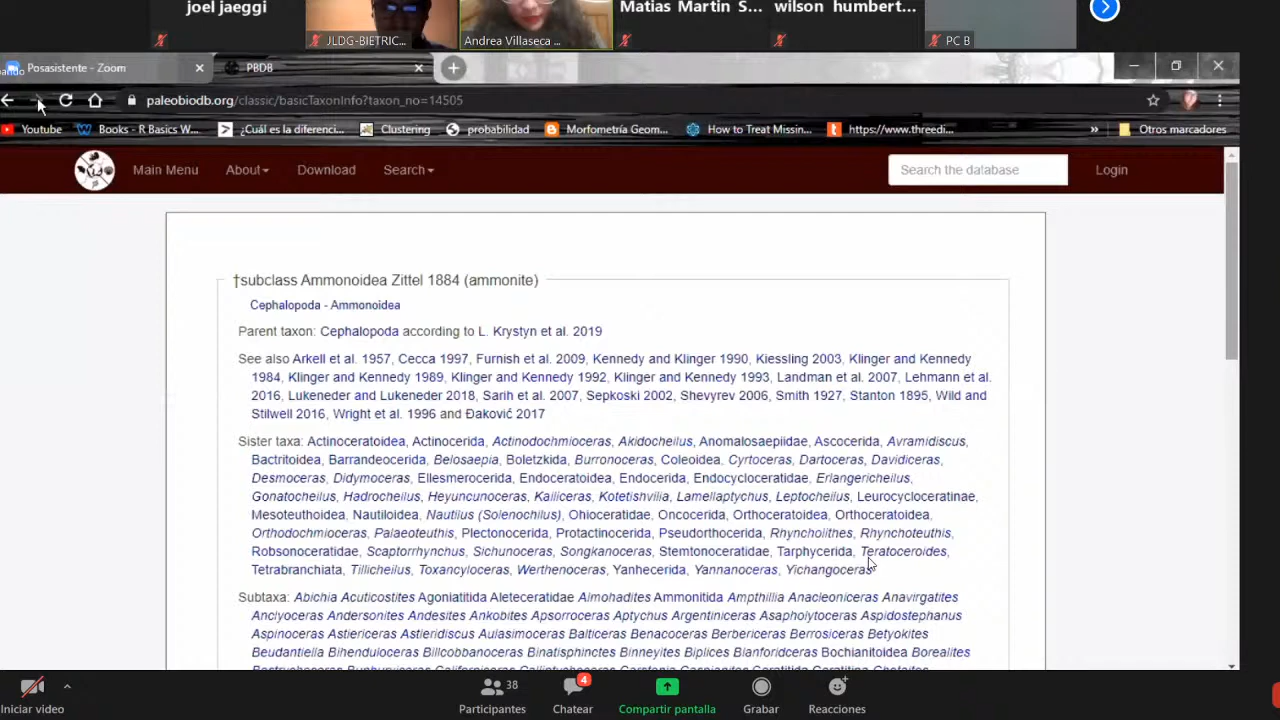 joel jaeggi
Matias Martin S...
wilson humbert...
JLDG-BIETRIC...
Andrea Villaseca ...
PC B
Posasistente - Zoom
PBDB
paleobiodb.org/classic/basicTaxonInfo?taxon_no=14505
Youtube
Books - R Basics W...
¿Cuál es la diferenci...
Clustering
probabilidad
Morfometría Geom...
How to Treat Missin...
https://www.threedi...
»
Otros marcadores
Main Menu
About
Download
Search
Search the database
Login
†subclass Ammonoidea Zittel 1884 (ammonite)
Cephalopoda - Ammonoidea
Parent taxon: Cephalopoda according to L. Krystyn et al. 2019
See also Arkell et al. 1957, Cecca 1997, Furnish et al. 2009, Kennedy and Klinger 1990, Kiessling 2003, Klinger and Kennedy
1984, Klinger and Kennedy 1989, Klinger and Kennedy 1992, Klinger and Kennedy 1993, Landman et al. 2007, Lehmann et al.
2016, Lukeneder and Lukeneder 2018, Sarih et al. 2007, Sepkoski 2002, Shevyrev 2006, Smith 1927, Stanton 1895, Wild and
Stilwell 2016, Wright et al. 1996 and Đaković 2017
Sister taxa: Actinoceratoidea, Actinocerida, Actinodochmioceras, Akidocheilus, Anomalosaepiidae, Ascocerida, Avramidiscus,
Bactritoidea, Barrandeocerida, Belosaepia, Boletzkida, Burronoceras, Coleoidea, Cyrtoceras, Dartoceras, Davidiceras,
Desmoceras, Didymoceras, Ellesmerocerida, Endoceratoidea, Endocerida, Endocycloceratidae, Erlangericheilus,
Gonatocheilus, Hadrocheilus, Heyuncunoceras, Kailiceras, Kotetishvilia, Lamellaptychus, Leptocheilus, Leurocycloceratinae,
Mesoteuthoidea, Nautiloidea, Nautilus (Solenochilus), Ohioceratidae, Oncocerida, Orthoceratoidea, Orthoceratoidea,
Orthodochmioceras, Palaeoteuthis, Plectonocerida, Protactinocerida, Pseudorthocerida, Rhyncholithes, Rhynchoteuthis,
Robsonoceratidae, Scaptorrhynchus, Sichunoceras, Songkanoceras, Stemtonoceratidae, Tarphycerida, Teratoceroides,
Tetrabranchiata, Tillicheilus, Toxancyloceras, Werthenoceras, Yanhecerida, Yannanoceras, Yichangoceras
Subtaxa: Abichia Acuticostites Agoniatitida Aleteceratidae Almohadites Ammonitida Ampthillia Anacleoniceras Anavirgatites
Ancyloceras Andersonites Andesites Ankobites Apsorroceras Aptychus Argentiniceras Asapholytoceras Aspidostephanus
Aspinoceras Astiericeras Astieridiscus Auiasimoceras Balticeras Benacoceras Berbericeras Berrosiceras Betyokites
Beudantiella Bihenduloceras Billcobbanoceras Binatisphinctes Binneyites Biplices Blanfordiceras Bochianitoidea Borealites
Iniciar video
38
Participantes
4
Chatear
Compartir pantalla
Grabar
Reacciones